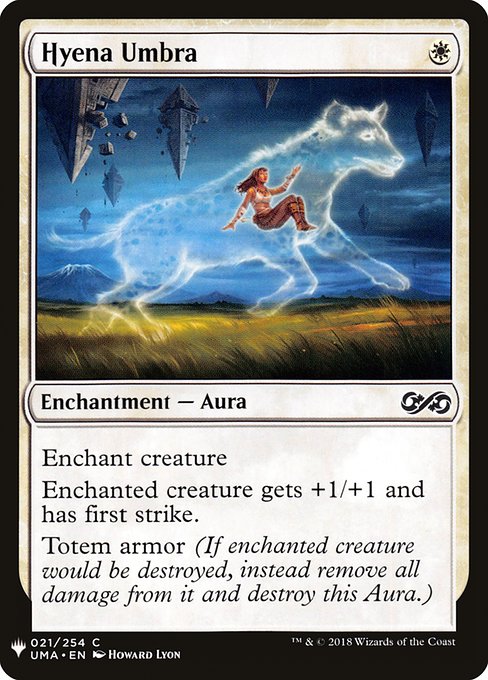 Hyena Umbra
Enchantment — Aura
Enchant creature
Enchanted creature gets +1/+1 and
has first strike.
Totem armor (If enchanted creature
would be destroyed, instead remove all
damage from it and destroy this Aura.)
021/254 C
UMA • EN Howard Lyon
™ & © 2018 Wizards of the Coast